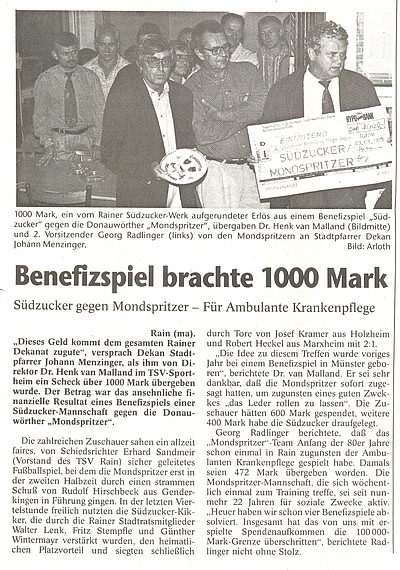 HYPO BANK
EINTAUSEND
SÜDZUCKER/
MONDSPRITZER
1000 Mark, ein vom Rainer Südzucker-Werk aufgerundeter Erlös aus einem Benefizspiel „Süd-
zucker“ gegen die Donauwörther „Mondspritzer“, übergaben Dr. Henk van Malland (Bildmitte)
und 2. Vorsitzender Georg Radlinger (links) von den Mondspritzern an Stadtpfarrer Dekan
Johann Menzinger. Bild: Arloth
Benefizspiel brachte 1000 Mark
Südzucker gegen Mondspritzer – Für Ambulante Krankenpflege
Rain (ma).
„Dieses Geld kommt dem gesamten Rainer
Dekanat zugute“, versprach Dekan Stadt-
pfarrer Johann Menzinger, als ihm von Di-
rektor Dr. Henk van Malland im TSV-Sport-
heim ein Scheck über 1000 Mark übergeben
wurde. Der Betrag war das ansehnliche fi-
nanzielle Resultat eines Benefizspiels einer
Südzucker-Mannschaft gegen die Donau-
wörther „Mondspritzer“.
Die zahlreichen Zuschauer sahen ein allzeit
faires, von Schiedsrichter Erhard Sandmeir
(Vorstand des TSV Rain) sicher geleitetes
Fußballspiel, bei dem die Mondspritzer erst in
der zweiten Halbzeit durch einen strammen
Schuß von Rudolf Hirschbeck aus Gender-
kingen in Führung gingen. In der letzten Vier-
telstunde freilich nutzten die Südzucker-Kik-
ker, die durch die Rainer Stadtratsmitglieder
Walter Lenk, Fritz Stempfle und Günther
Wintermayr verstärkt wurden, den heimatli-
chen Platzvorteil und siegten schließlich
durch Tore von Josef Kramer aus Holzheim
und Robert Heckel aus Marxheim mit 2:1.
„Die Idee zu diesem Treffen wurde voriges
Jahr bei einem Benefizspiel in Münster gebo-
ren“, berichtete Dr. van Malland. Er sei sehr
dankbar, daß die Mondspritzer sofort zuge-
sagt hatten, um zugunsten eines guten Zwek-
kes „das Leder rollen zu lassen“. Die Zu-
schauer hätten 600 Mark gespendet, weitere
400 Mark habe die Südzucker draufgelegt.
Georg Radlinger berichtete, daß das
„Mondspritzer“-Team Anfang der 80er Jahre
schon einmal in Rain zugunsten der Ambu-
lanten Krankenpflege gespielt habe. Damals
seien 472 Mark übergeben worden. Die
Mondspritzer-Mannschaft, die sich wöchent-
lich einmal zum Training treffe, sei seit nun-
mehr 22 Jahren für soziale Zwecke aktiv.
„Heuer haben wir schon vier Benefizspiele ab-
solviert. Insgesamt hat das von uns mit er-
spielte Spendenaufkommen die 100 000-
Mark-Grenze überschritten“, berichtete Rad-
linger nicht ohne Stolz.